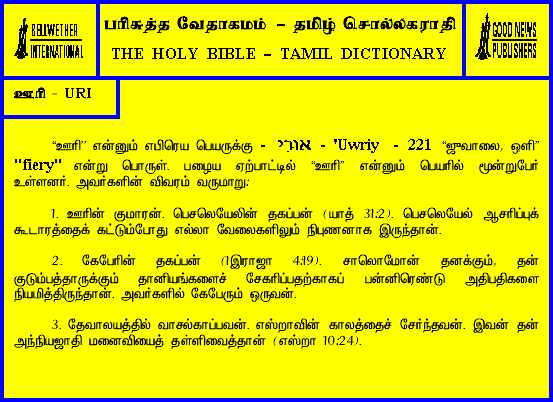 BELLWETHER
INTERNATIONAL
பரிசுத்த வேதாகமம் – தமிழ் சொல்லகராதி
THE HOLY BIBLE – TAMIL DICTIONARY
GOOD NEWS
PUBLISHERS
ஊரி - URI
“ஊரி” என்னும் எபிரெய பெயருக்கு - אוּרי - 'Uwriy - 221 “ஜுவாலை, ஒளி”
"fiery" என்று பொருள். பழைய ஏற்பாட்டில் “ஊரி” என்னும் பெயரில் மூன்றுபேர்
உள்ளனர். அவர்களின் விவரம் வருமாறு:
1. ஊரின் குமாரன். பெசலெயேலின் தகப்பன் (யாத் 31:2). பெசலெயேல் ஆசரிப்புக்
கூடாரத்தைக் கட்டும்போது எல்லா வேலைகளிலும் நிபுணனாக இருந்தான்.
2. கேபேரின் தகப்பன் (1இராஜா 4:19). சாலொமோன் தனக்கும், தன்
குடும்பத்தாருக்கும் தானியங்களைச் சேகரிப்பதற்காகப் பன்னிரெண்டு அதிபதிகளை
நியமித்திருந்தான். அவர்களில் கேபேரும் ஒருவன்.
3. தேவாலயத்தில் வாசல்காப்பவன். எஸ்றாவின் காலத்தைச் சேர்ந்தவன். இவன் தன்
அந்நியஜாதி மனைவியைத் தள்ளிவைத்தான் (எஸ்றா 10:24).